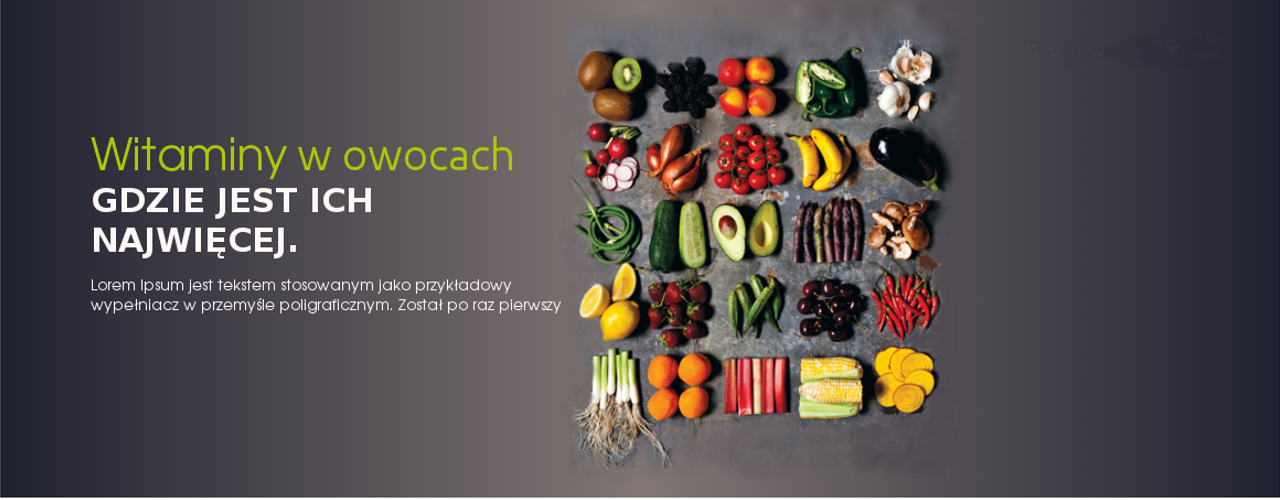 Witaminy w owocach
GDZIE JEST ICH
NAJWIĘCEJ.
Lorem Ipsum jest tekstem stosowanym jako przykładowy
wypełniacz w przemyśle poligraficznym. Został po raz pierwszy